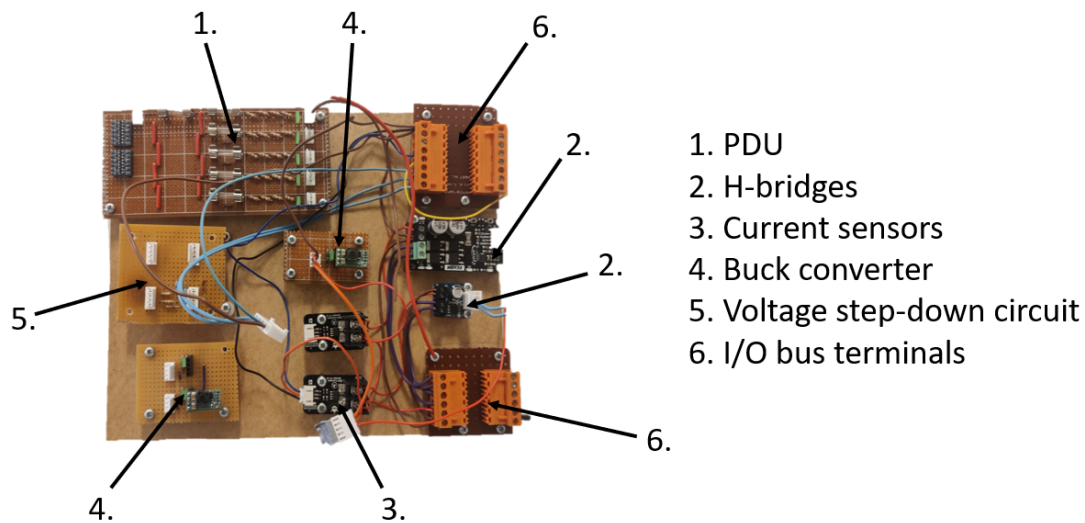 1.
4.
6.
2.
1. PDU
2. H-bridges
3. Current sensors
4. Buck converter
5. Voltage step-down circuit
6. I/O bus terminals
2.
5.
6.
4.
3.